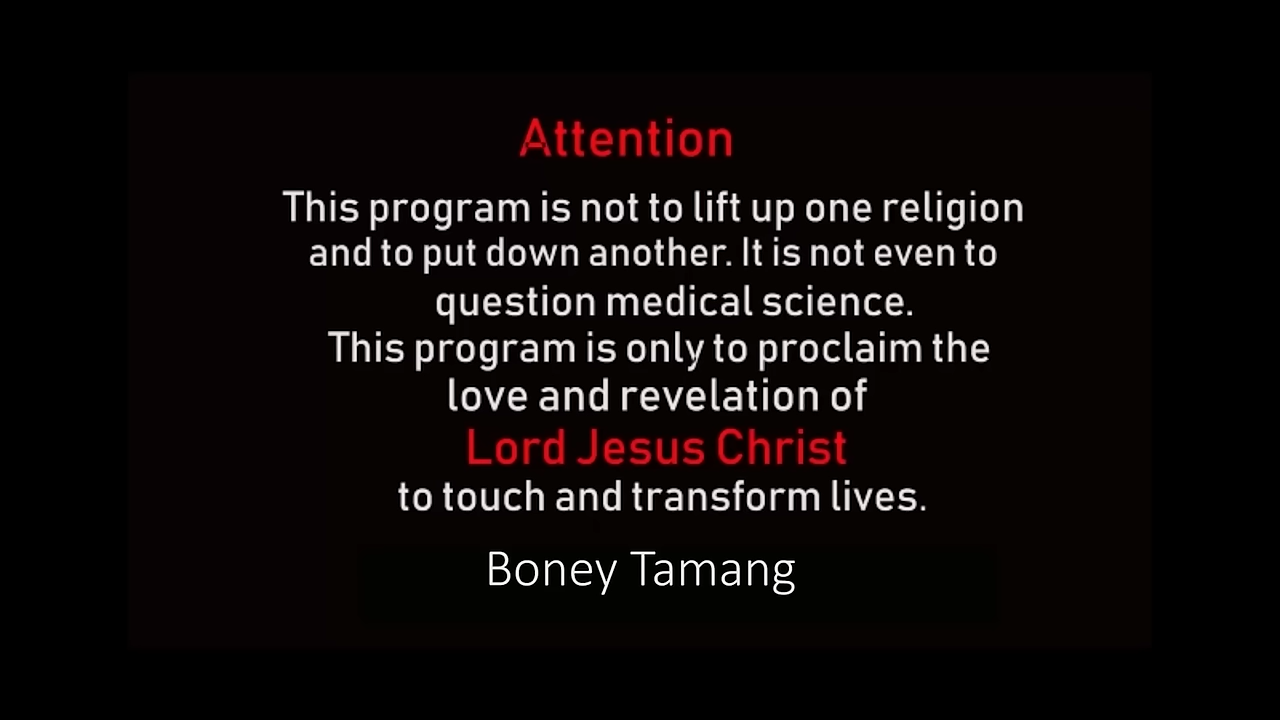 Attention
This program is not to lift up one religion
and to put down another. It is not even to
question medical science.
This program is only to proclaim the
love and revelation of
Lord Jesus Christ
to touch and transform lives.
Boney Tamang